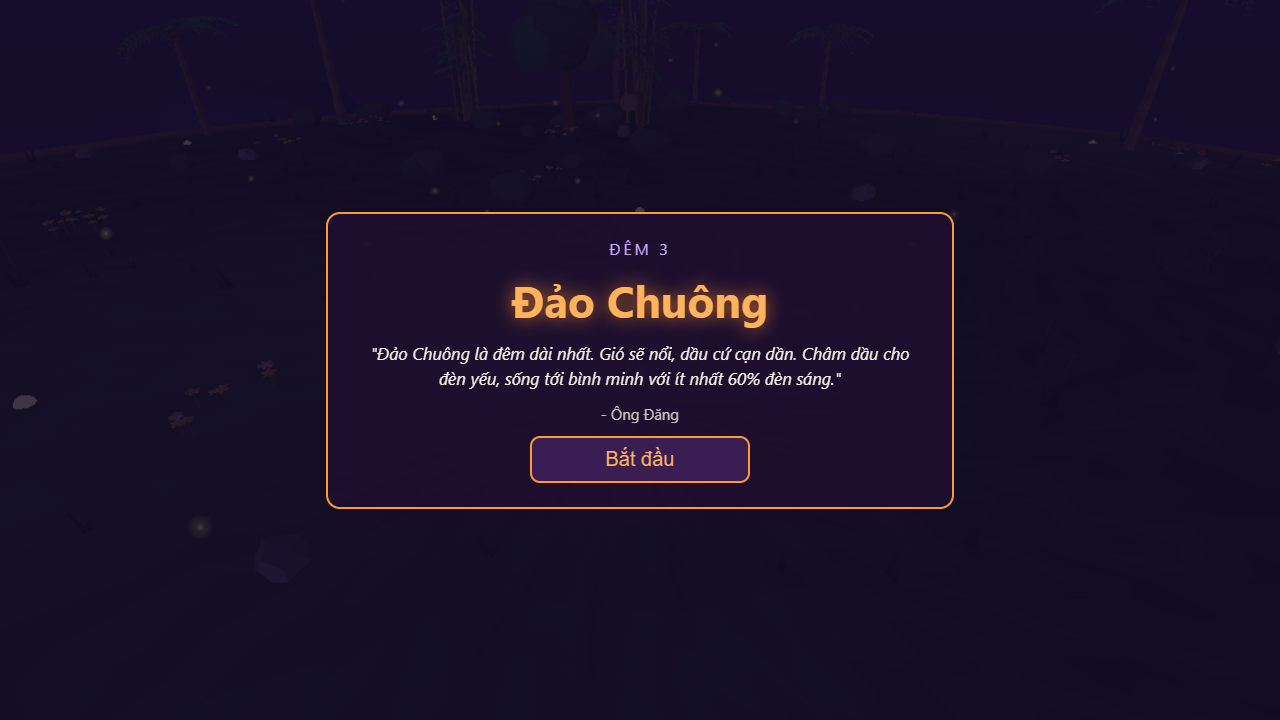 ĐÊM 3
Đảo Chuông
"Đảo Chuông là đêm dài nhất. Gió sẽ nổi, dầu cứ cạn dần. Châm dầu cho
đèn yếu, sống tới bình minh với ít nhất 60% đèn sáng."
- Ông Đăng
Bắt đầu